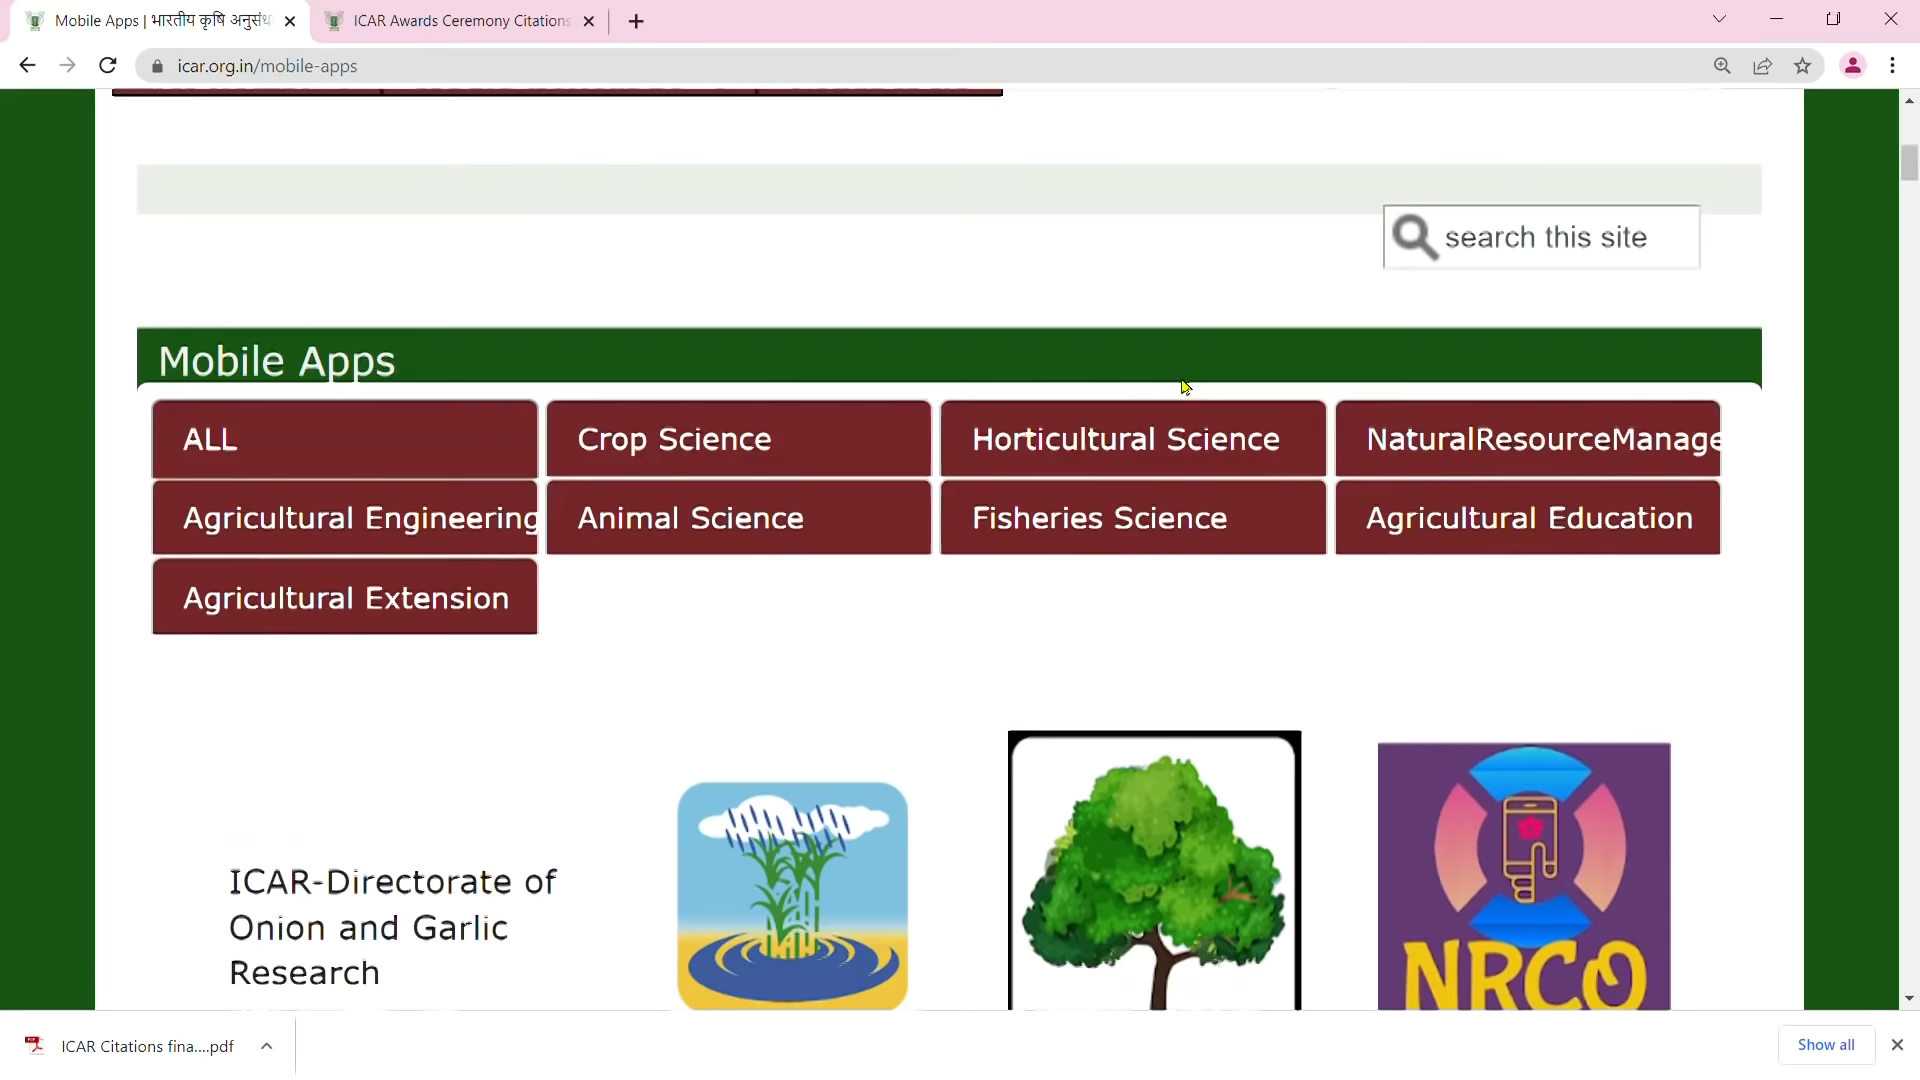 Mobile Apps | भारतीय कृषि अनुसंध
ICAR Awards Ceremony Citations
icar.org.in/mobile-apps
search this site
Mobile Apps
ALL
Crop Science
Horticultural Science
NaturalResourceManage
Agricultural Engineering
Animal Science
Fisheries Science
Agricultural Education
Agricultural Extension
ICAR-Directorate of
Onion and Garlic
Research
NRCO
ICAR Citations fina....pdf
Show all